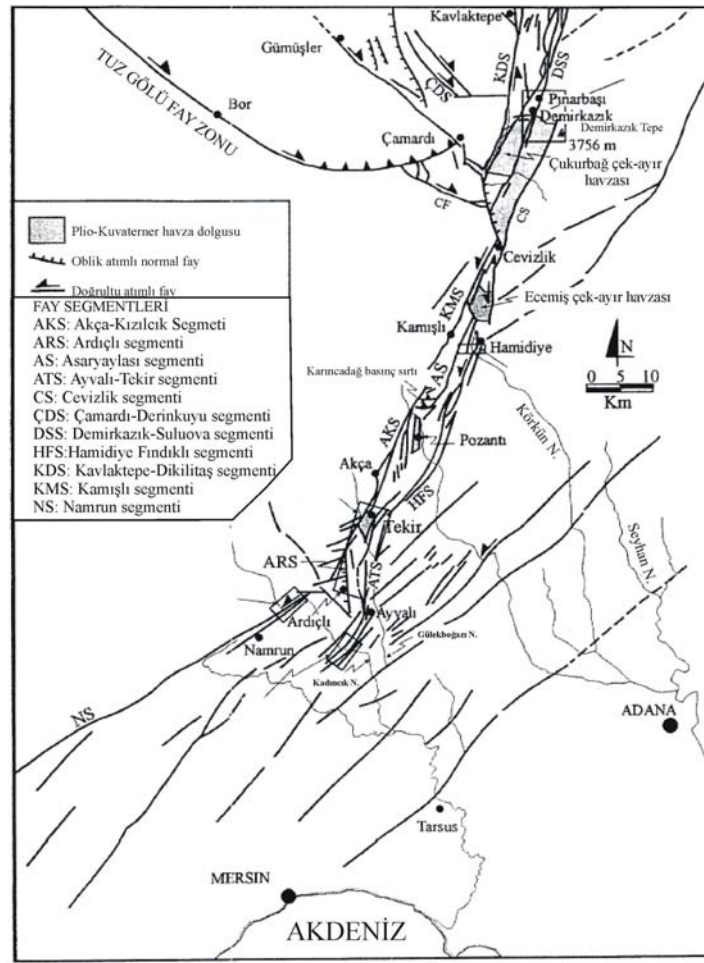 Kavlaktepe
Gümüşler
KDS
DSS
ÇDS
TUZ GÖLÜ FAY ZONU
Bor
Pınarbaşı
Demirkazık
Demirkazık Tepe
3756 m
Çamardı
Çukurbağ çek-ayır
havzası
CF
CS
Plio-Kuvaterner havza dolgusu
Oblik atımlı normal fay
Doğrultu atımlı fay
FAY SEGMENTLERİ
AKS: Akça-Kızılcık Segmeti
ARS: Ardıçlı segmenti
AS: Asaryaylası segmenti
ATS: Ayvalı-Tekir segmenti
CS: Cevizlik segmenti
ÇDS: Çamardı-Derinkuyu segmenti
DSS: Demirkazık-Suluova segmenti
HFS:Hamidiye Fındıklı segmenti
KDS: Kavlaktepe-Dikilitaş segmenti
KMS: Kamışlı segmenti
NS: Namrun segmenti
Cevizlik
KMS
Ecemiş çek-ayır havzası
Kamışlı
Hamidiye
N
0 5 10
Km
Karıncadağ basınç sırtı
AS
AKS
Pozantı
Körkün N.
Akça
HFS
Tekir
Seyhan N.
ARS
ATS
Ardıçlı
Ayvalı
Namrun
Gülekboğazı N.
Kadıncık N.
NS
ADANA
Tarsus
MERSIN
AKDENİZ